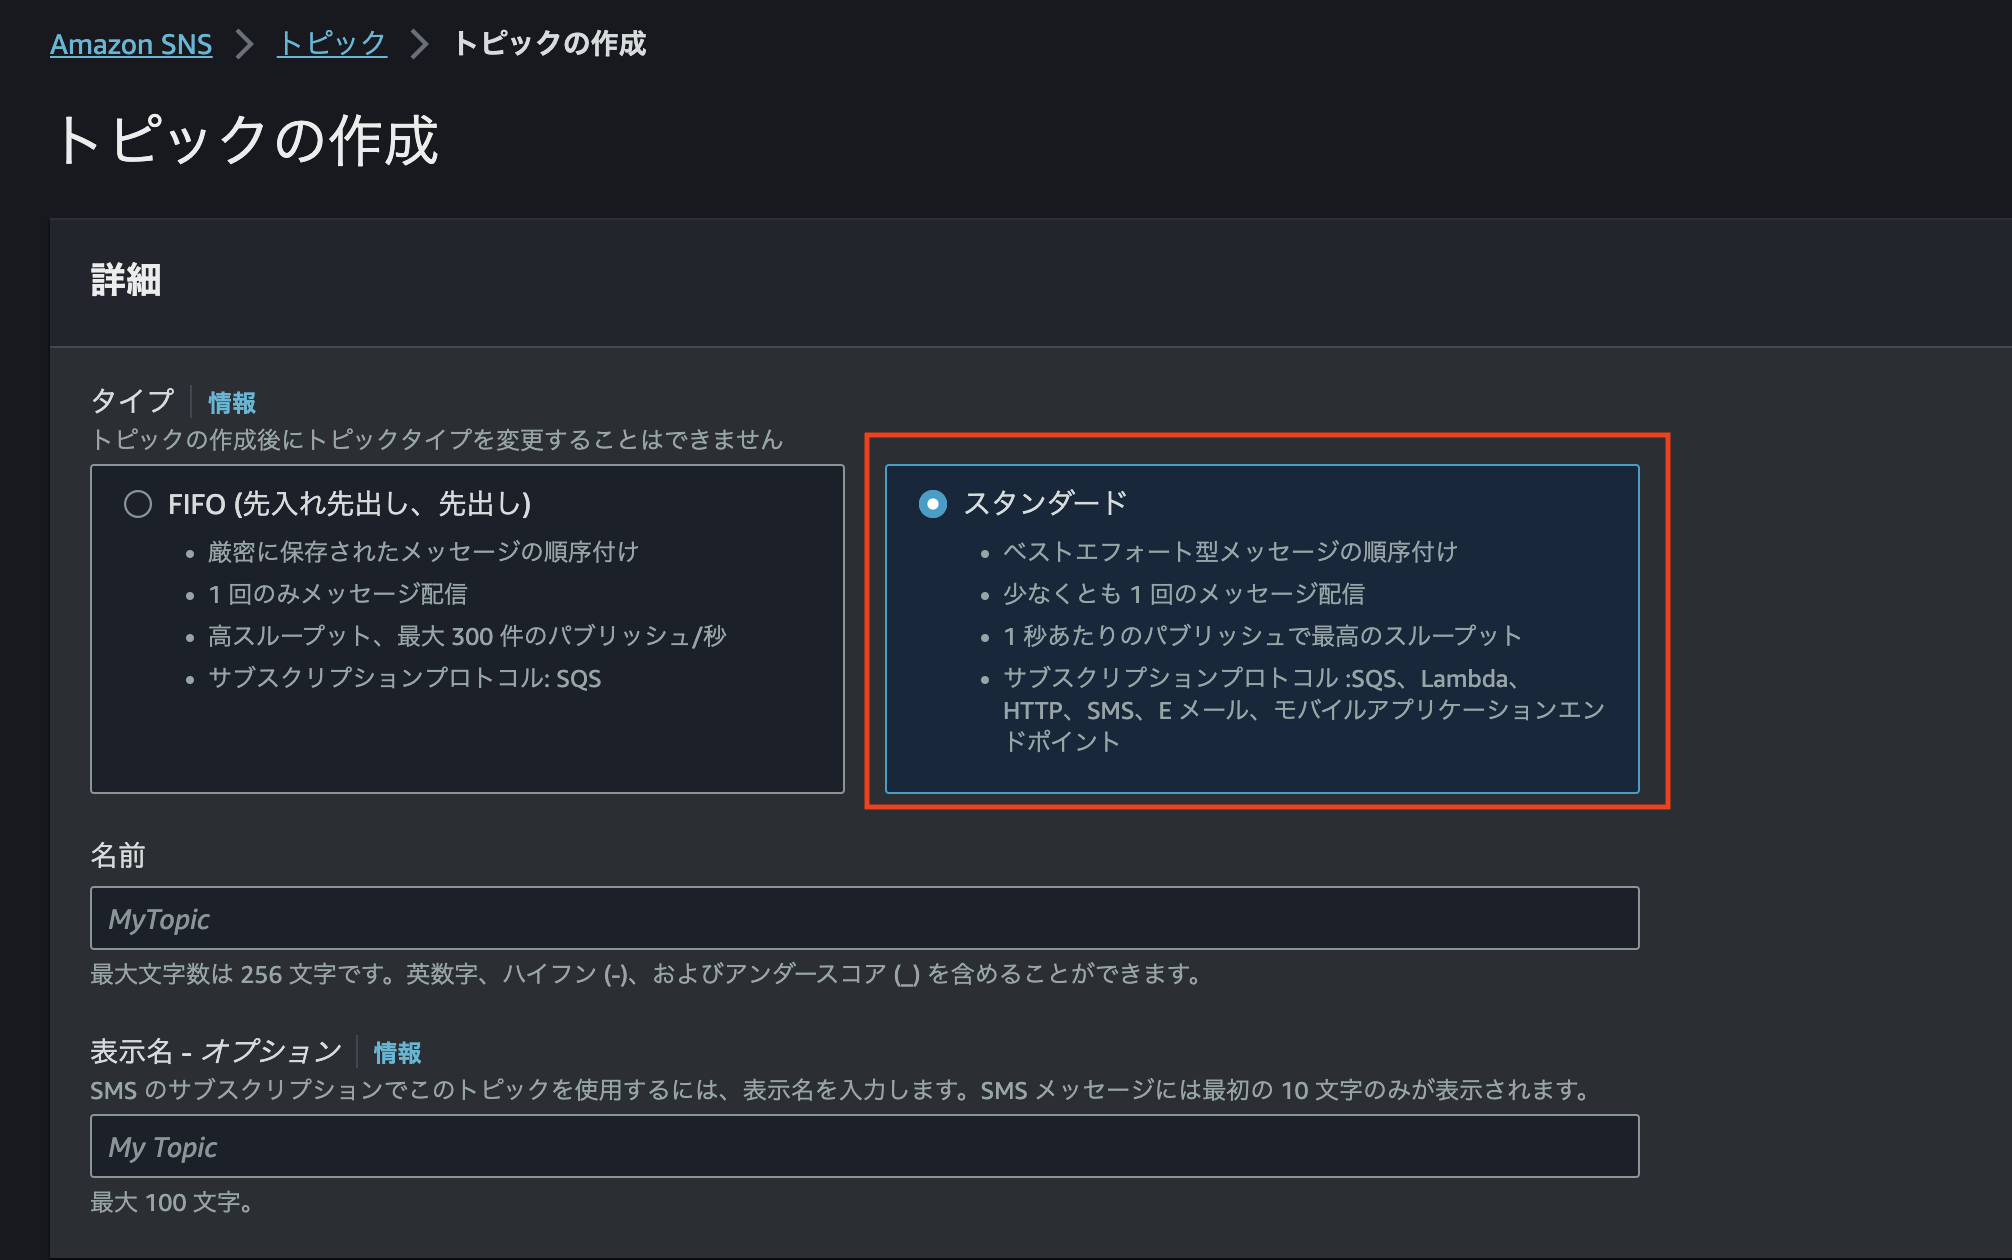 Amazon SNS > トピック > トピックの作成
トピックの作成
詳細
タイプ 情報
トピックの作成後にトピックタイプを変更することはできません
FIFO (先入れ先出し、先出し)
厳密に保存されたメッセージの順序付け
1 回のみメッセージ配信
高スループット、最大 300 件のパブリッシュ/秒
サブスクリプションプロトコル: SQS
スタンダード
ベストエフォート型メッセージの順序付け
少なくとも 1 回のメッセージ配信
1 秒あたりのパブリッシュで最高のスループット
サブスクリプションプロトコル :SQS、Lambda、
HTTP、SMS、E メール、モバイルアプリケーションエン
ドポイント
名前
MyTopic
最大文字数は 256 文字です。英数字、ハイフン (-)、およびアンダースコア (_) を含めることができます。
表示名 - オプション 情報
SMS のサブスクリプションでこのトピックを使用するには、表示名を入力します。SMS メッセージには最初の 10 文字のみが表示されます。
My Topic
最大 100 文字。